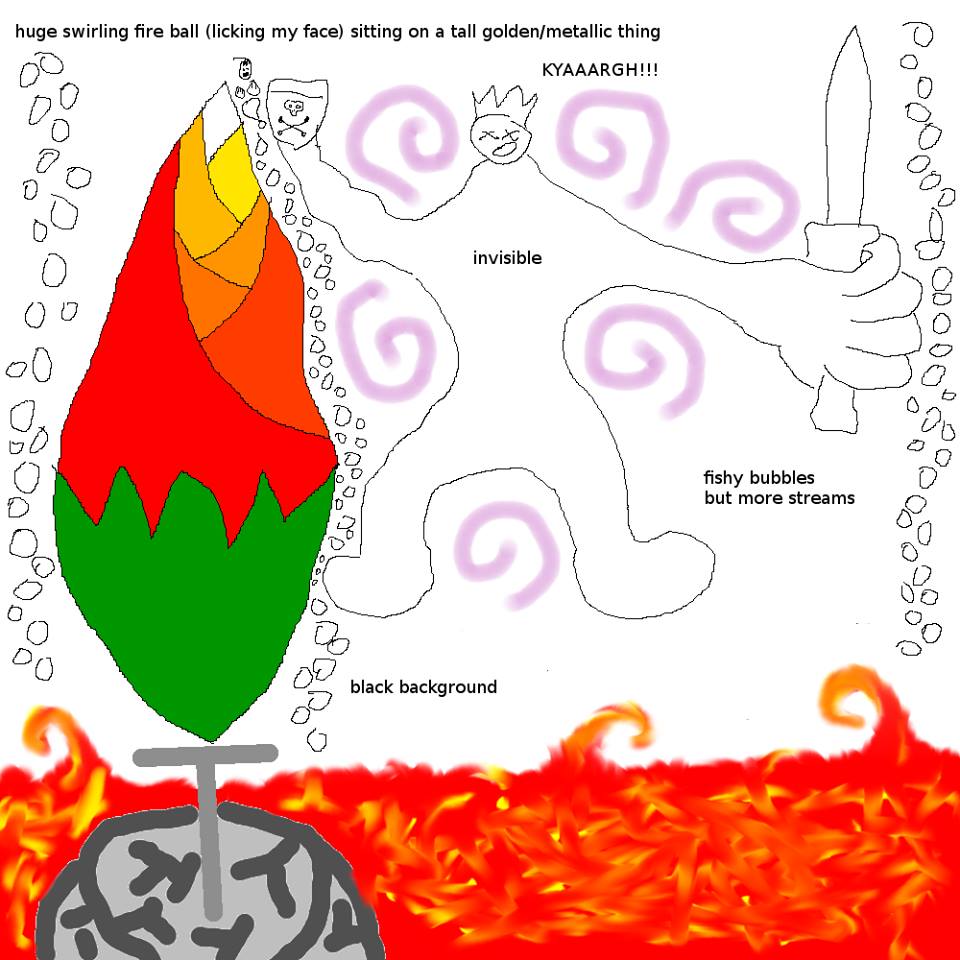 huge swirling fire ball (licking my face) sitting on a tall golden/metallic thing
KYAAARGH!!!
invisible
fishy bubbles
but more streams
black background